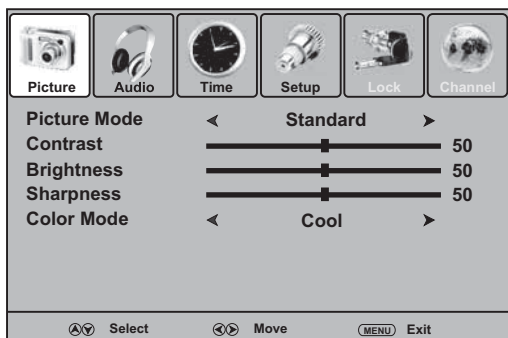 Picture Audio Time Setup Lock Channel
Picture Mode Standard
Contrast 50
Brightness 50
Sharpness 50
Color Mode Cool
Select Move MENU Exit